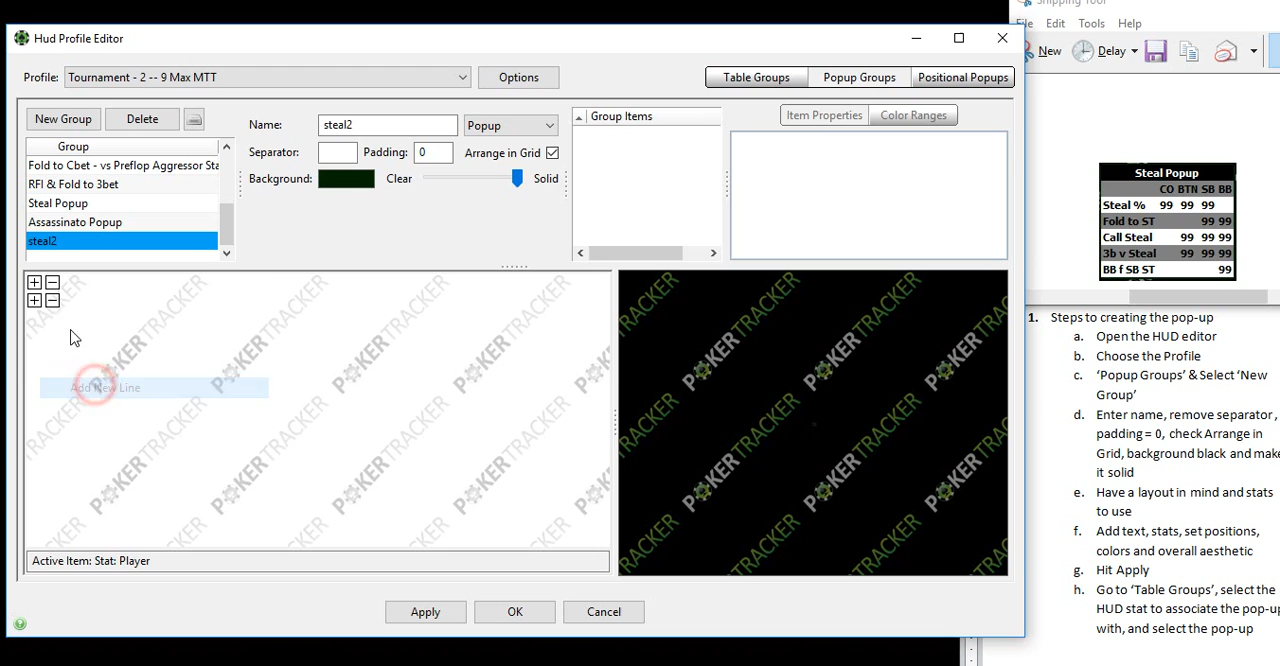 Snipping Tool
Hud Profile Editor
File Edit Tools Help
New Delay
Profile: Tournament - 2 -- 9 Max MTT Options Table Groups Popup Groups Positional Popups
New Group Delete
Name: steal2 Popup
Group Items
Item Properties Color Ranges
Group
Separator: Padding: 0 Arrange in Grid
Fold to Cbet - vs Preflop Aggressor Sta
Background: Clear Solid
RFI & Fold to 3bet
Steal Popup
Assassinato Popup
steal2
Steal Popup
CO BTN SB BB
Steal % 99 99 99
Fold to ST 99 99
Call Steal 99 99 99
3b v Steal 99 99 99
BB f SB ST 99
Add New Line
POKERTRACKER
Active Item: Stat: Player
Apply OK Cancel
1. Steps to creating the pop-up
a. Open the HUD editor
b. Choose the Profile
c. ‘Popup Groups’ & Select ‘New
Group’
d. Enter name, remove separator,
padding = 0, check Arrange in
Grid, background black and make
it solid
e. Have a layout in mind and stats
to use
f. Add text, stats, set positions,
colors and overall aesthetic
g. Hit Apply
h. Go to ‘Table Groups’, select the
HUD stat to associate the pop-up
with, and select the pop-up